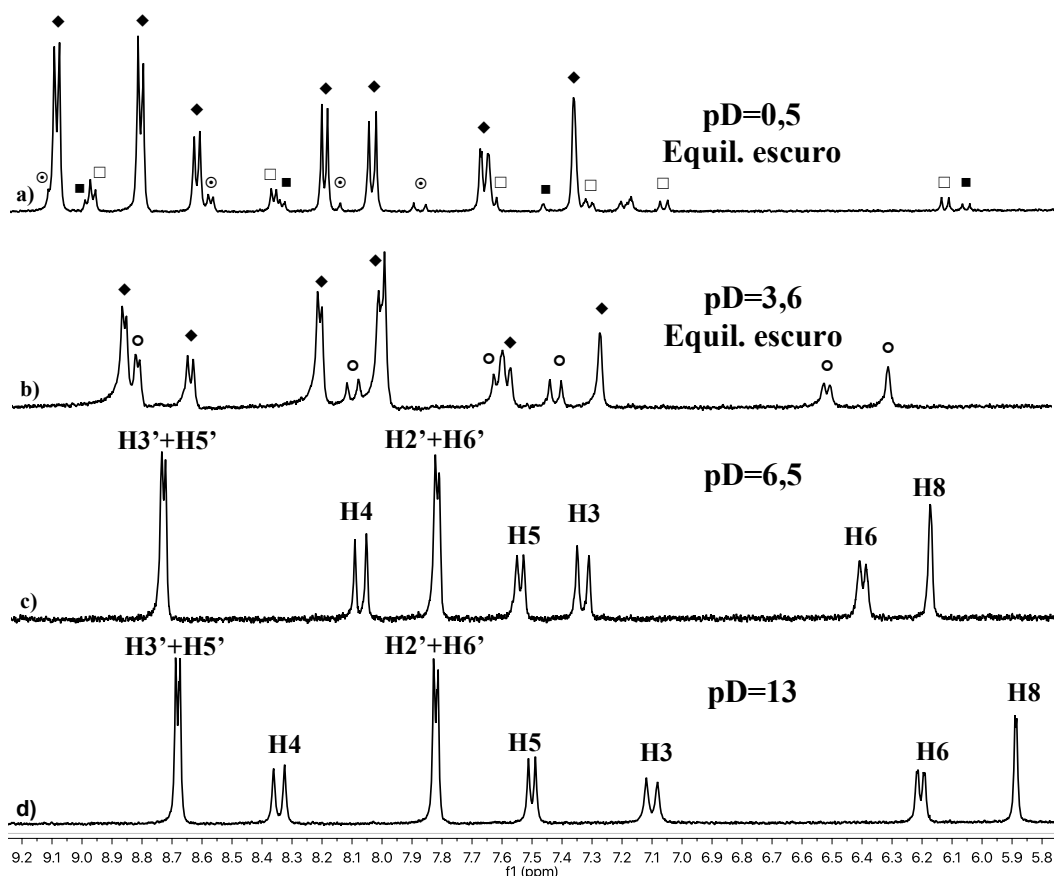 pD=0,5
Equil. escuro
a)
pD=3,6
Equil. escuro
b)
H3’+H5’
H4
H2’+H6’
H5
H3
pD=6,5
H6
H8
c)
H3’+H5’
H4
H2’+H6’
H5
H3
pD=13
H6
H8
d)
9.2 9.1 9.0 8.9 8.8 8.7 8.6 8.5 8.4 8.3 8.2 8.1 8.0 7.9 7.8 7.7 7.6 7.5 7.4 7.3 7.2 7.1 7.0 6.9 6.8 6.7 6.6 6.5 6.4 6.3 6.2 6.1 6.0 5.9 5.8
f1 (ppm)